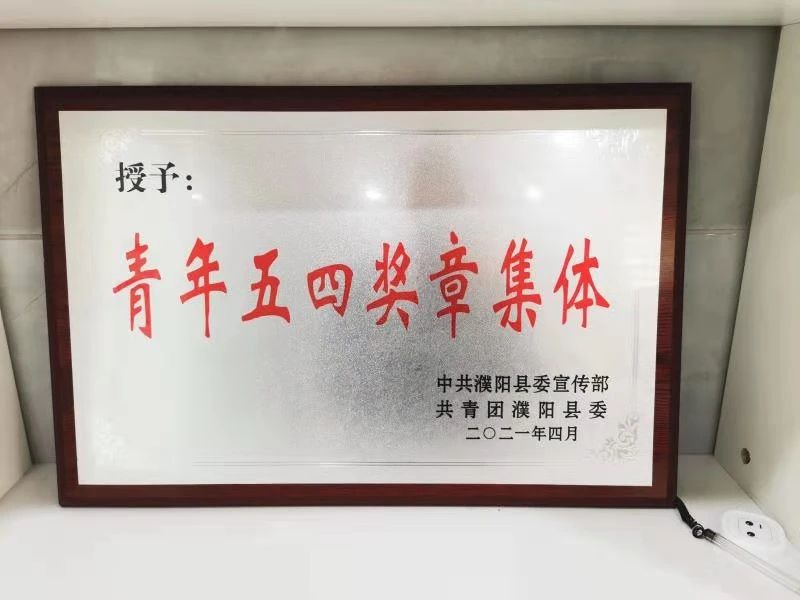 授予：
青年五四奖章集体
中共濮阳县委宣传部
共青团濮阳县委
二〇二一年四月